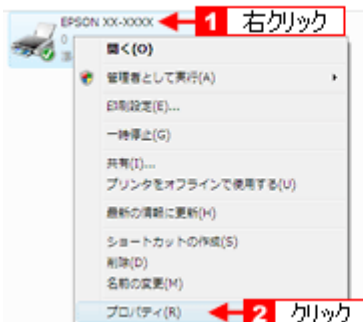 EPSON XX-XXXX
1 右クリック
0
開く(O)
管理者として実行(A)
印刷設定(E)...
一時停止(G)
共有(I)...
プリンタをオフラインで使用する(U)
最新の情報に更新(H)
ショートカットの作成(S)
削除(D)
名前の変更(M)
プロパティ(R)
2 クリック